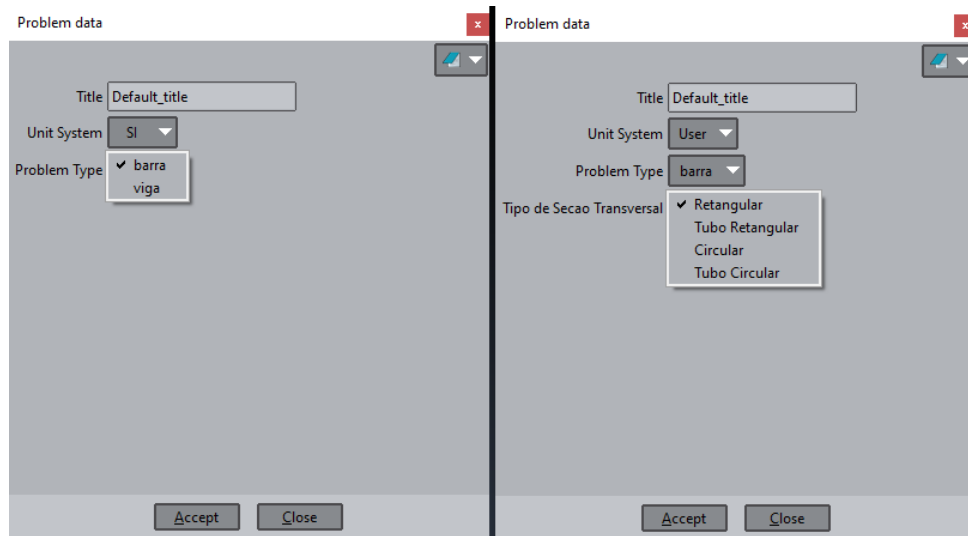 Problem data
x
Title Default_title
Unit System SI
Problem Type barra
viga
Accept Close
Problem data
x
Title Default_title
Unit System User
Problem Type barra
Tipo de Secao Transversal Retangular
Tubo Retangular
Circular
Tubo Circular
Accept Close